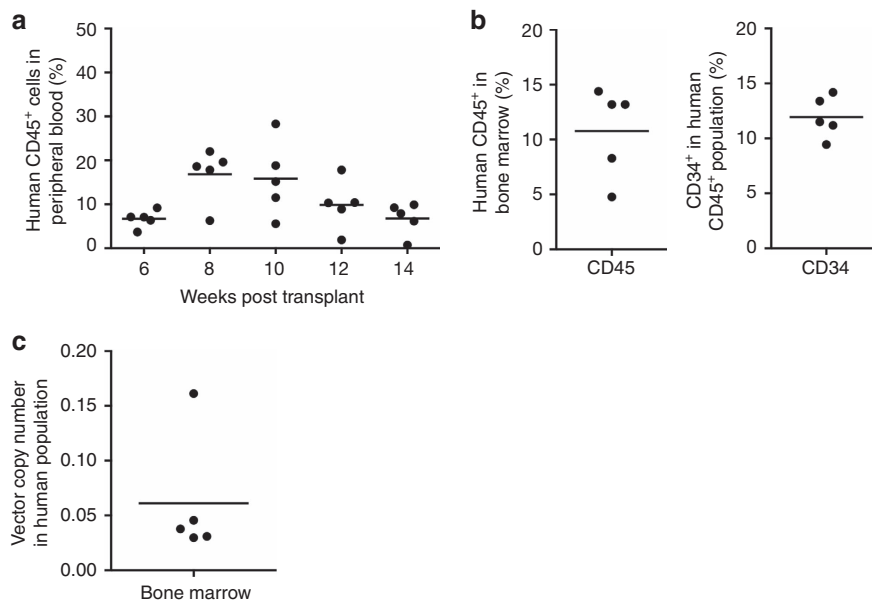 a
Human CD45⁺ cells in
peripheral blood (%)
50
40
30
20
10
0
6 8 10 12 14
Weeks post transplant
b
Human CD45⁺ in
bone marrow (%)
20
15
10
5
0
CD45
CD34⁺ in human
CD45⁺ population (%)
20
15
10
5
0
CD34
c
Vector copy number
in human population
0.20
0.15
0.10
0.05
0.00
Bone marrow